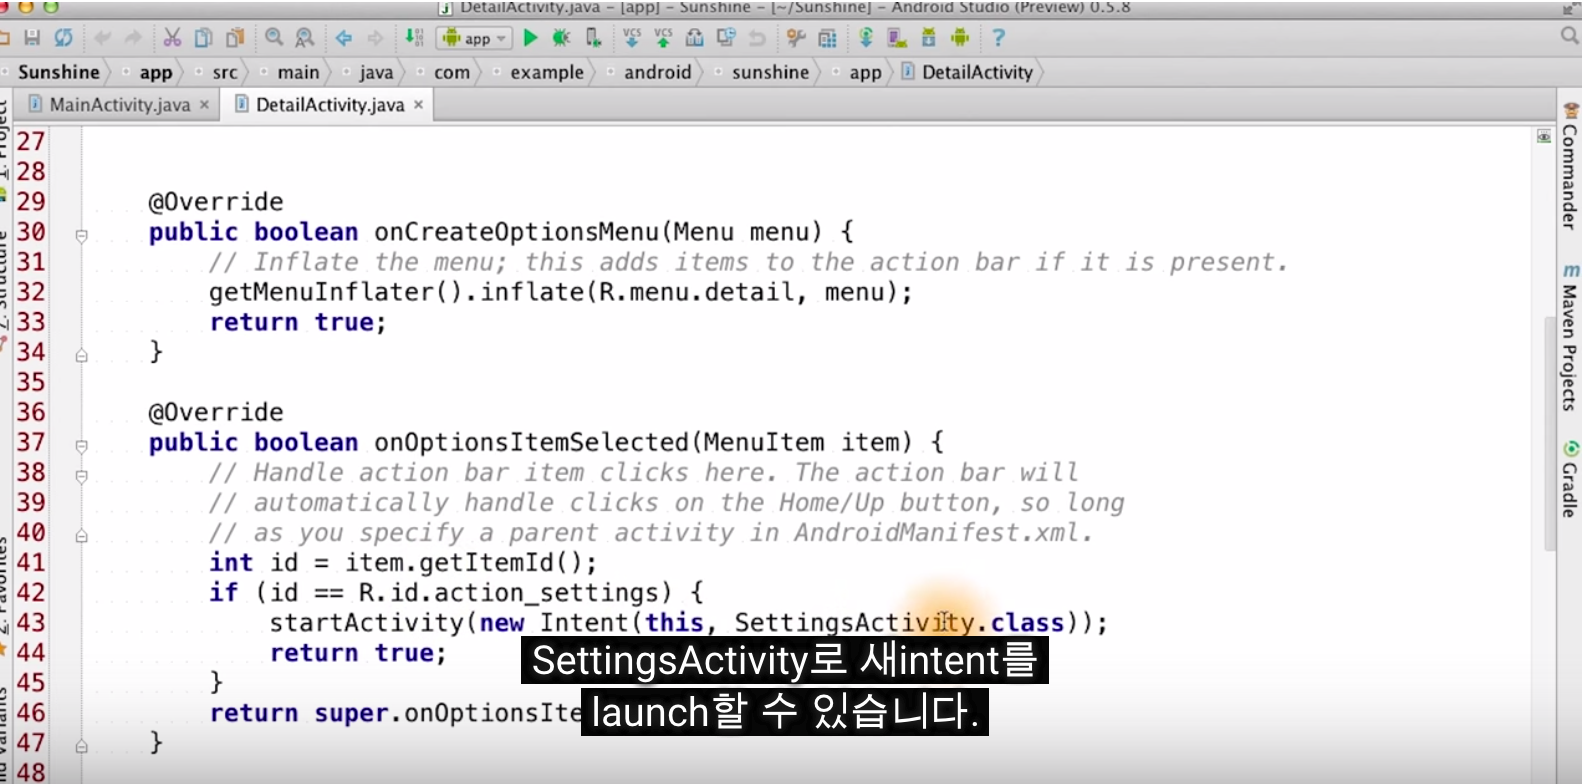 DetailActivity.java - [app] - Sunshine - [~/Sunshine] - Android Studio (Preview) 0.5.8
app
VCS VCS
?
Sunshine app src main java com example android sunshine app DetailActivity
MainActivity.java × DetailActivity.java ×
27
28
29 @Override
30 public boolean onCreateOptionsMenu(Menu menu) {
31 // Inflate the menu; this adds items to the action bar if it is present.
32 getMenuInflater().inflate(R.menu.detail, menu);
33 return true;
34 }
35
36 @Override
37 public boolean onOptionsItemSelected(MenuItem item) {
38 // Handle action bar item clicks here. The action bar will
39 // automatically handle clicks on the Home/Up button, so long
40 // as you specify a parent activity in AndroidManifest.xml.
41 int id = item.getItemId();
42 if (id == R.id.action_settings) {
43 startActivity(new Intent(this, SettingsActivity.class));
44 return true;
45 }
46 return super.onOptionsIte
47 }
48
SettingsActivity로 새intent를
launch할 수 있습니다.
1: Project
Z: Structure
2: Favorites
Commander
m Maven Projects
Gradle